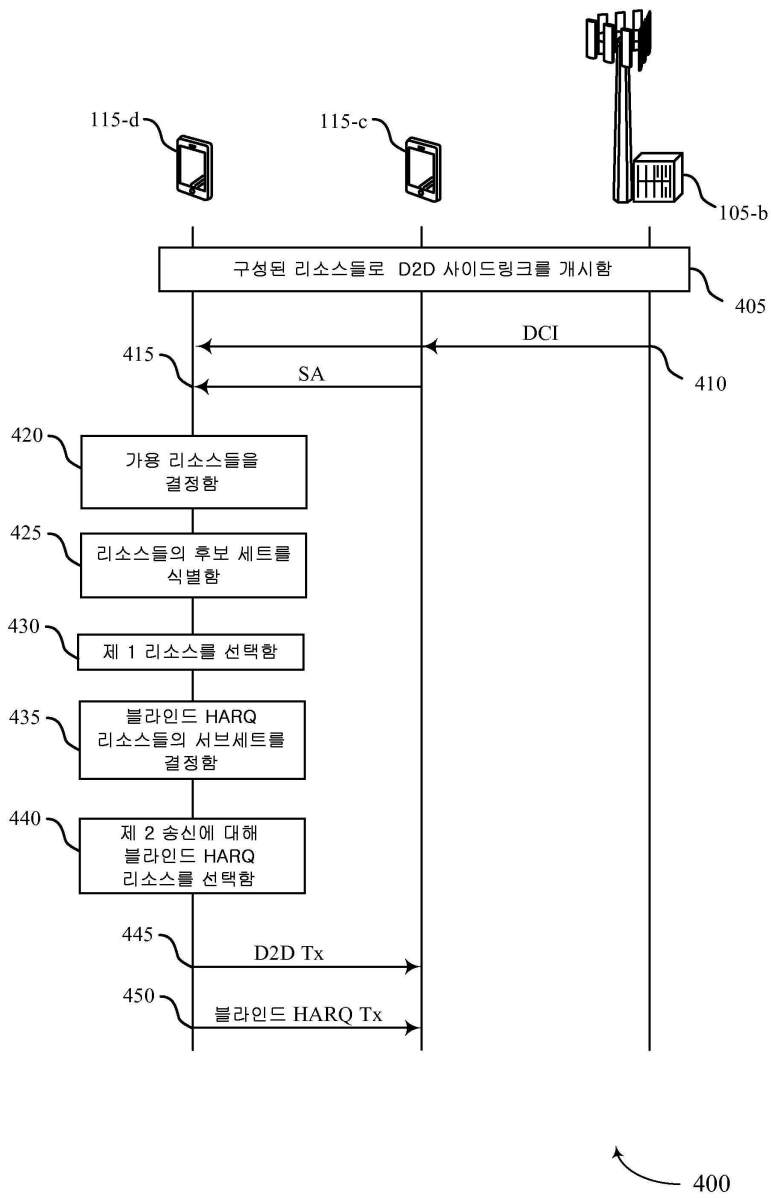 115-d
115-c
105-b
구성된 리소스들로 D2D 사이드링크를 개시함
405
DCI
410
415
SA
420
가용 리소스들을
결정함
425
리소스들의 후보 세트를
식별함
430
제 1 리소스를 선택함
435
블라인드 HARQ
리소스들의 서브세트를
결정함
440
제 2 송신에 대해
블라인드 HARQ
리소스를 선택함
445
D2D Tx
450
블라인드 HARQ Tx
400